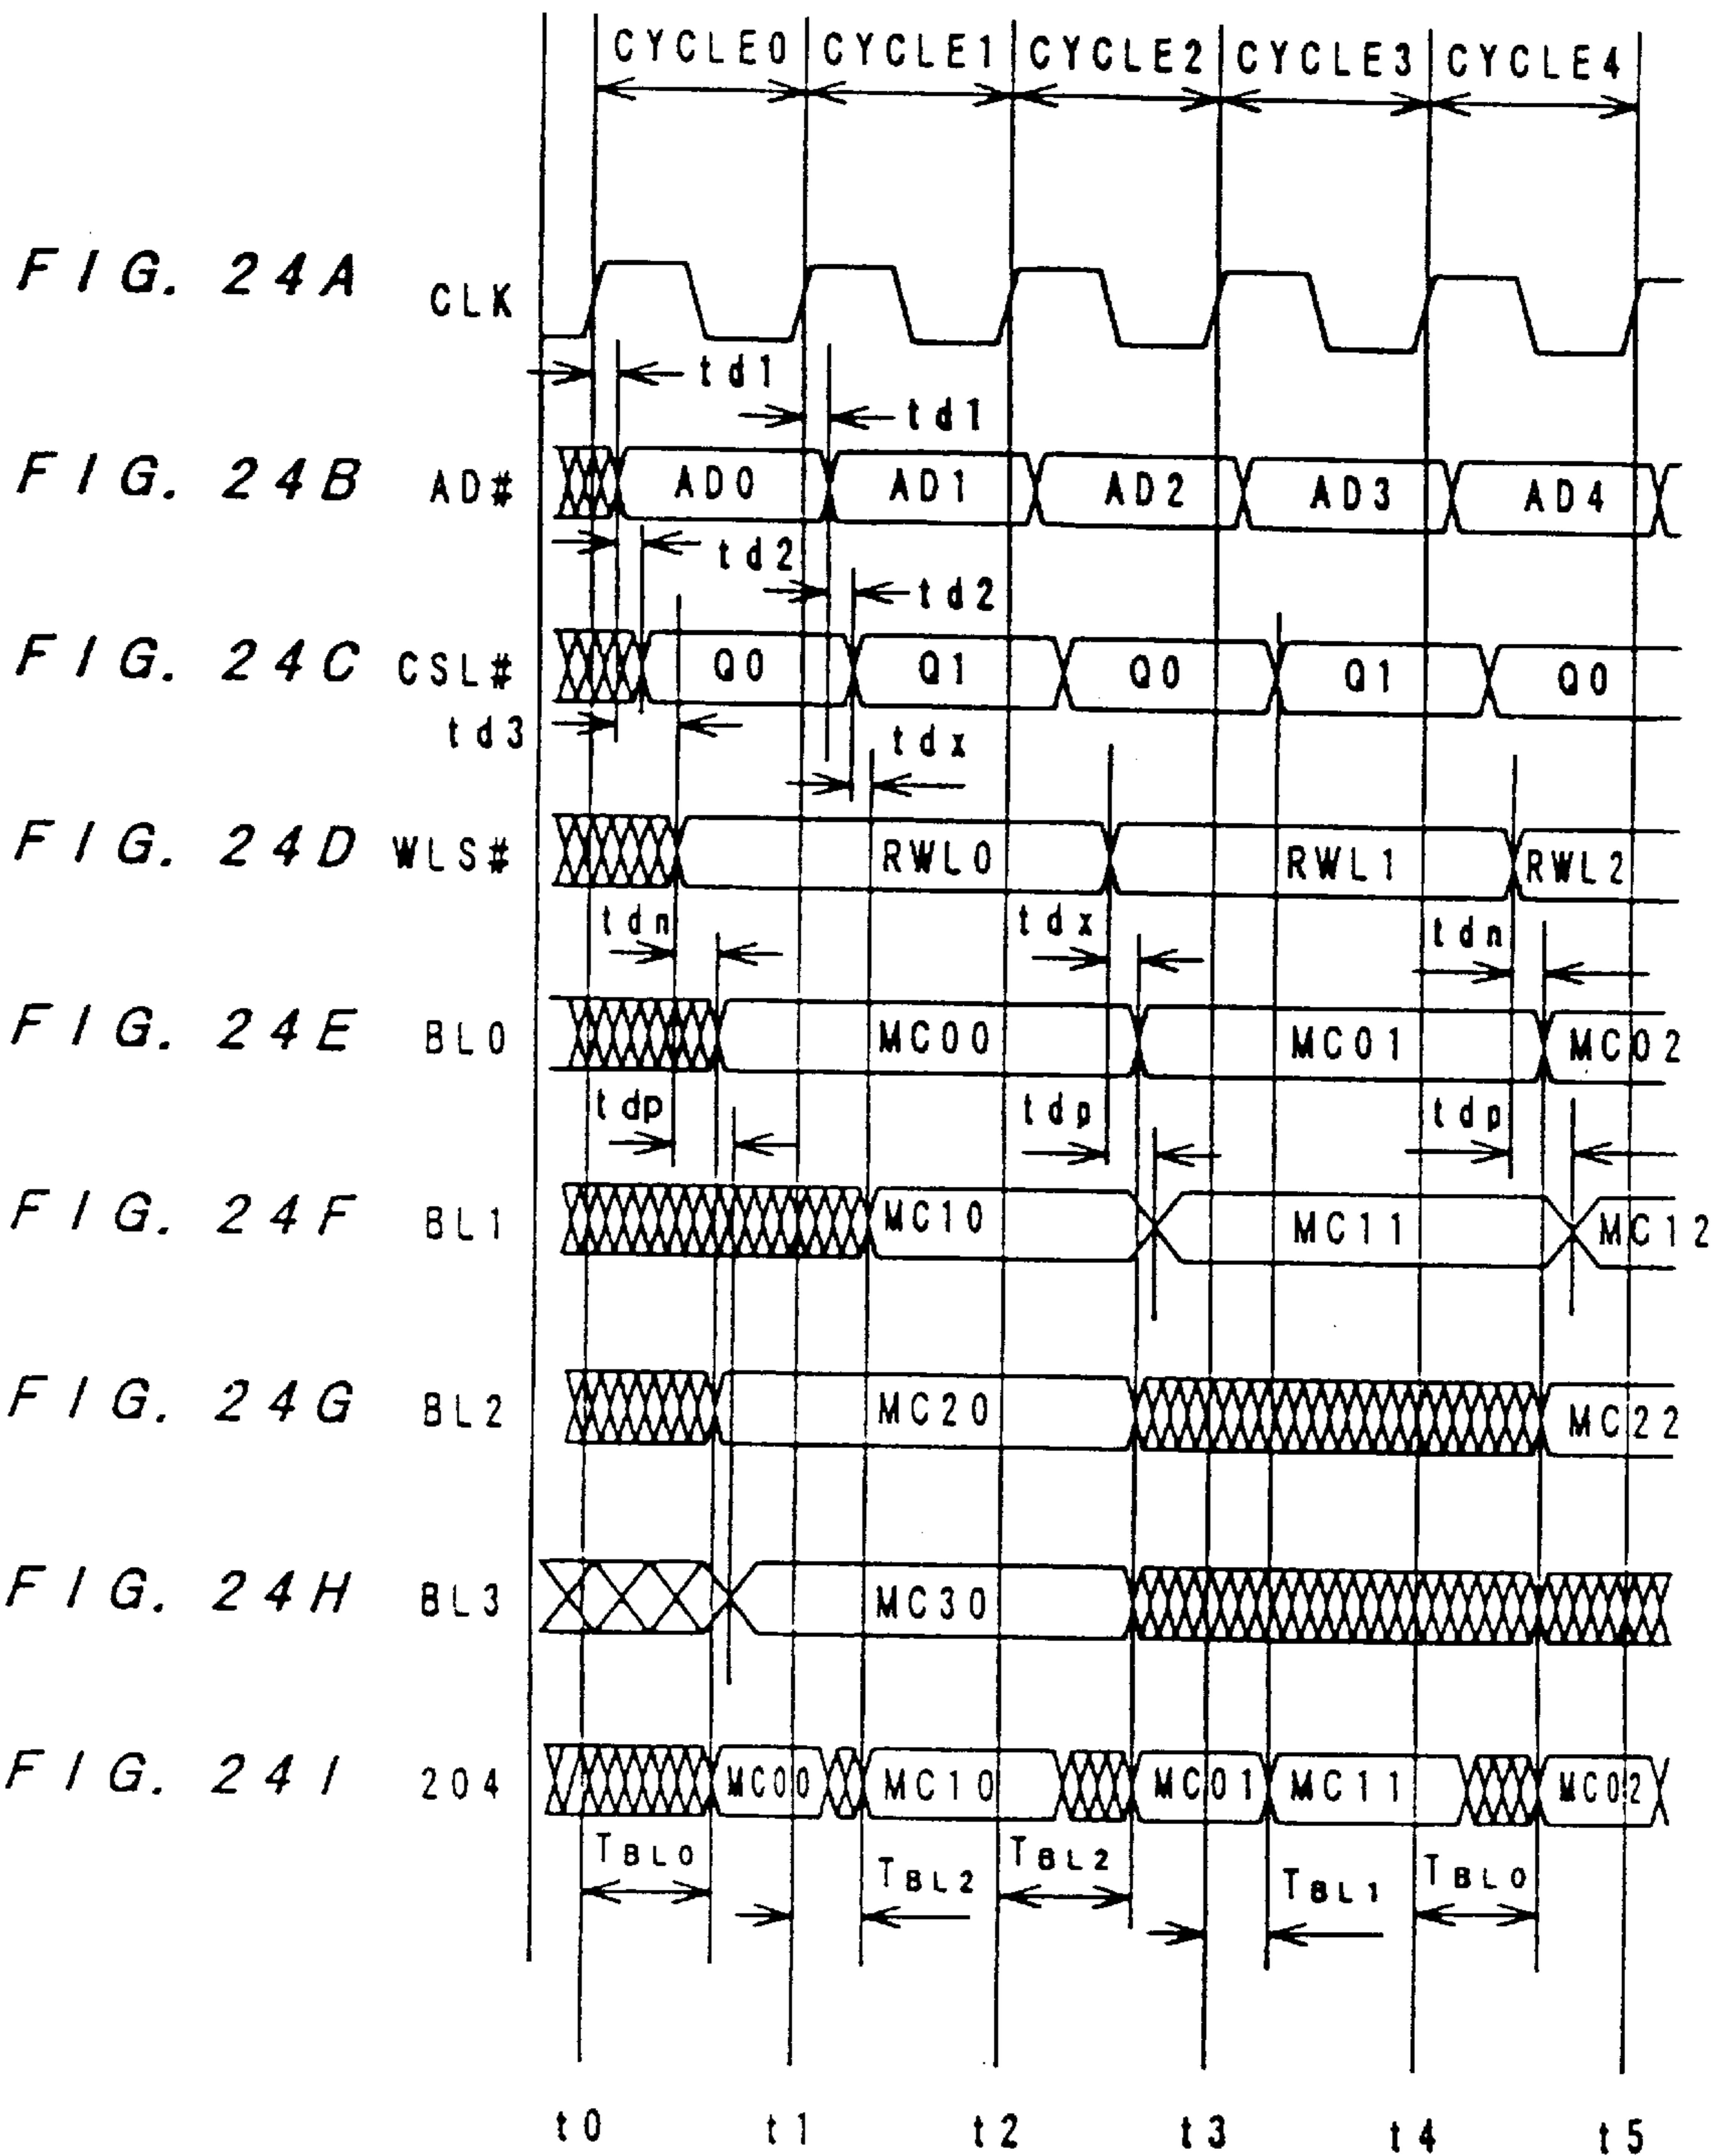 CYCLE0 CYCLE1 CYCLE2 CYCLE3 CYCLE4
FIG. 24A CLK
td1
td1
FIG. 24B AD# AD0 AD1 AD2 AD3 AD4
td2
td2
FIG. 24C CSL# Q0 Q1 Q0 Q1 Q0
td3
tdx
FIG. 24D WLS# RWL0 RWL1 RWL2
tdn tdx tdn
FIG. 24E BL0 MC00 MC01 MC02
tdp tdp tdp
FIG. 24F BL1 MC10 MC11 MC12
FIG. 24G BL2 MC20 MC22
FIG. 24H BL3 MC30
FIG. 24I 204 MC00 MC10 MC01 MC11 MC02
TBL0 TBL2 TBL2 TBL1 TBL0
t0 t1 t2 t3 t4 t5